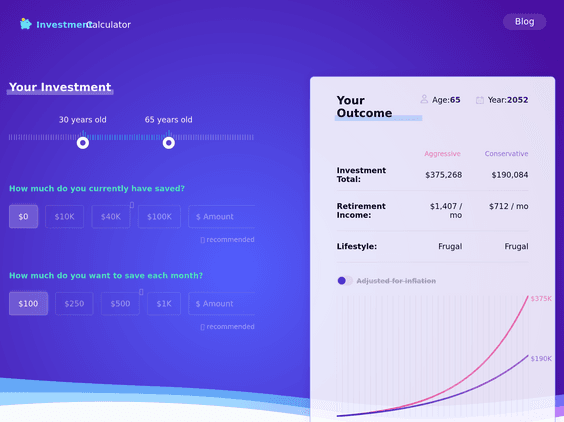 InvestmentCalculator
Blog
Your Investment
30 years old
65 years old
How much do you currently have saved?
$0
$10K
$40K
$100K
$ Amount
recommended
How much do you want to save each month?
$100
$250
$500
$1K
$ Amount
recommended
Your
Outcome
Age:65
Year:2052
Aggressive
Conservative
Investment
Total:
$375,268
$190,084
Retirement
Income:
$1,407 /
mo
$712 / mo
Lifestyle:
Frugal
Frugal
Adjusted for inflation
$375K
$190K